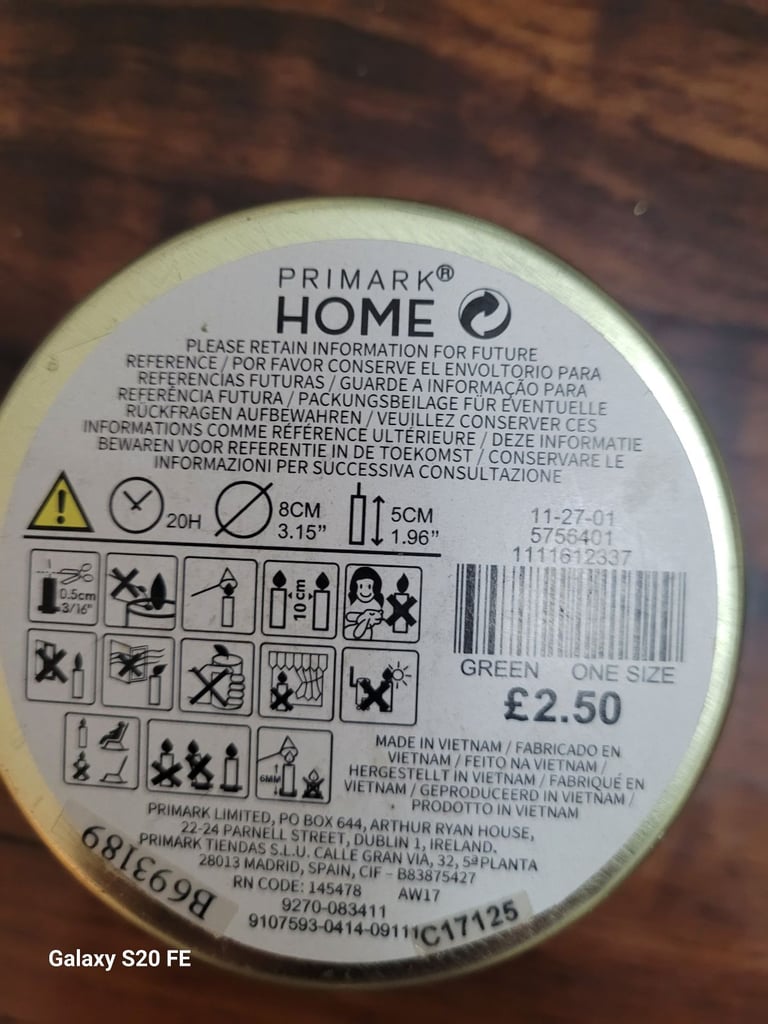 PRIMARK®
HOME
PLEASE RETAIN INFORMATION FOR FUTURE
REFERENCE / POR FAVOR CONSERVE EL ENVOLTORIO PARA
REFERENCIAS FUTURAS / GUARDE A INFORMAÇÃO PARA
REFERÊNCIA FUTURA / PACKUNGSBEILAGE FÜR EVENTUELLE
RÜCKFRAGEN AUFBEWAHREN / VEUILLEZ CONSERVER CES
INFORMATIONS COMME RÉFÉRENCE ULTÉRIEURE / DEZE INFORMATIE
BEWAREN VOOR REFERENTIE IN DE TOEKOMST / CONSERVARE LE
INFORMAZIONI PER SUCCESSIVA CONSULTAZIONE
20H
8CM
3.15”
5CM
1.96”
11-27-01
5756401
1111612337
0.5cm
3/16"
10 cm
GREEN ONE SIZE
£2.50
6MM
MADE IN VIETNAM / FABRICADO EN
VIETNAM / FEITO NA VIETNAM /
HERGESTELLT IN VIETNAM / FABRIQUÉ EN
VIETNAM / GEPRODUCEERD IN VIETNAM /
PRODOTTO IN VIETNAM
PRIMARK LIMITED, PO BOX 644, ARTHUR RYAN HOUSE,
22-24 PARNELL STREET, DUBLIN 1, IRELAND.
PRIMARK TIENDAS S.L.U. CALLE GRAN VIA, 32, 5ª PLANTA
28013 MADRID, SPAIN, CIF – B83875427
RN CODE: 145478 AW17
9270-083411
9107593-0414-09111
B693189
C17125
Galaxy S20 FE